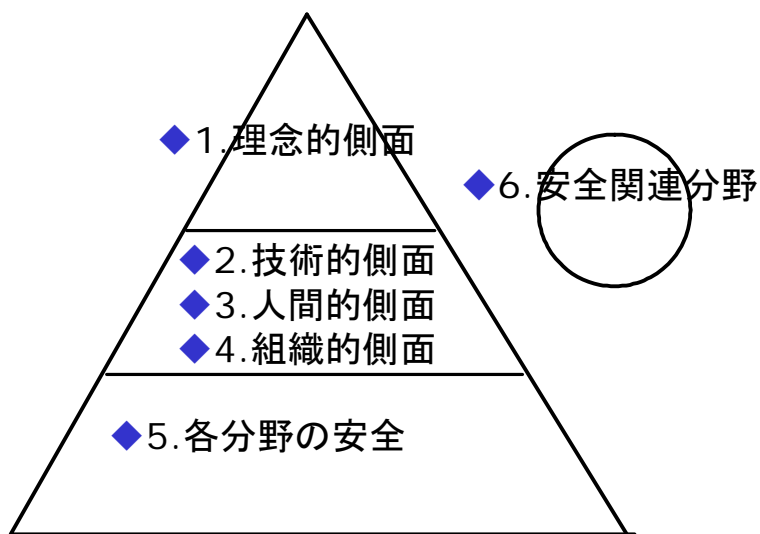 ◆1.理念的側面
◆6.安全関連分野
◆2.技術的側面
◆3.人間的側面
◆4.組織的側面
◆5.各分野の安全